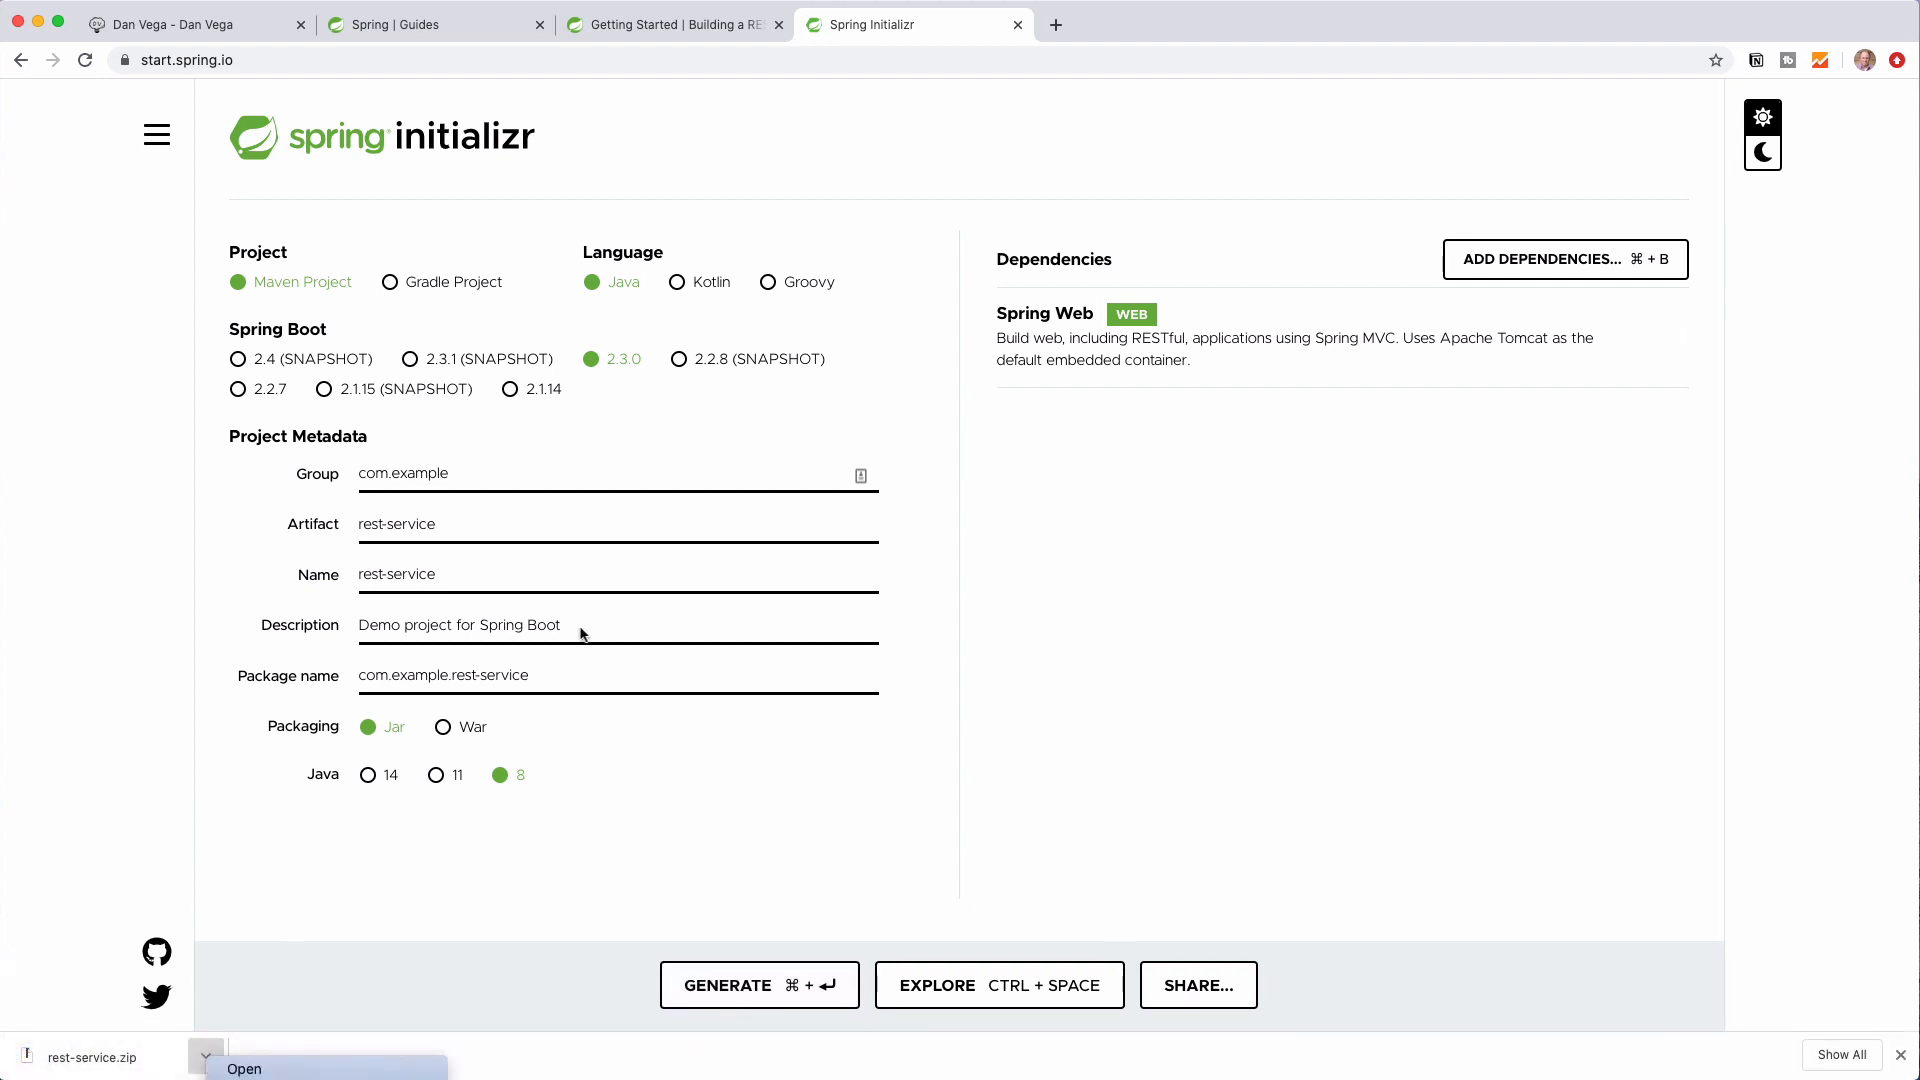 Dan Vega - Dan Vega
Spring | Guides
Getting Started | Building a RE
Spring Initializr
start.spring.io
spring initializr
Project
Maven Project Gradle Project
Language
Java Kotlin Groovy
Spring Boot
2.4 (SNAPSHOT) 2.3.1 (SNAPSHOT) 2.3.0 2.2.8 (SNAPSHOT)
2.2.7 2.1.15 (SNAPSHOT) 2.1.14
Project Metadata
Group com.example
Artifact rest-service
Name rest-service
Description Demo project for Spring Boot
Package name com.example.rest-service
Packaging Jar War
Java 14 11 8
Dependencies
ADD DEPENDENCIES... ⌘ + B
Spring Web WEB
Build web, including RESTful, applications using Spring MVC. Uses Apache Tomcat as the
default embedded container.
GENERATE ⌘ + ↵
EXPLORE CTRL + SPACE
SHARE...
rest-service.zip
Open
Show All